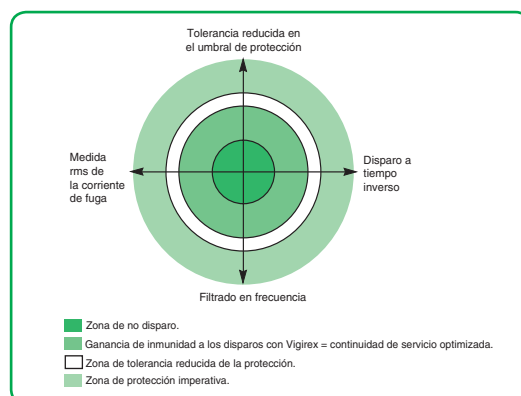 Tolerancia reducida en
el umbral de protección
Medida
rms de
la corriente
de fuga
Disparo a
tiempo
inverso
Filtrado en frecuencia
Zona de no disparo.
Ganancia de inmunidad a los disparos con Vigirex = continuidad de servicio optimizada.
Zona de tolerancia reducida de la protección.
Zona de protección imperativa.